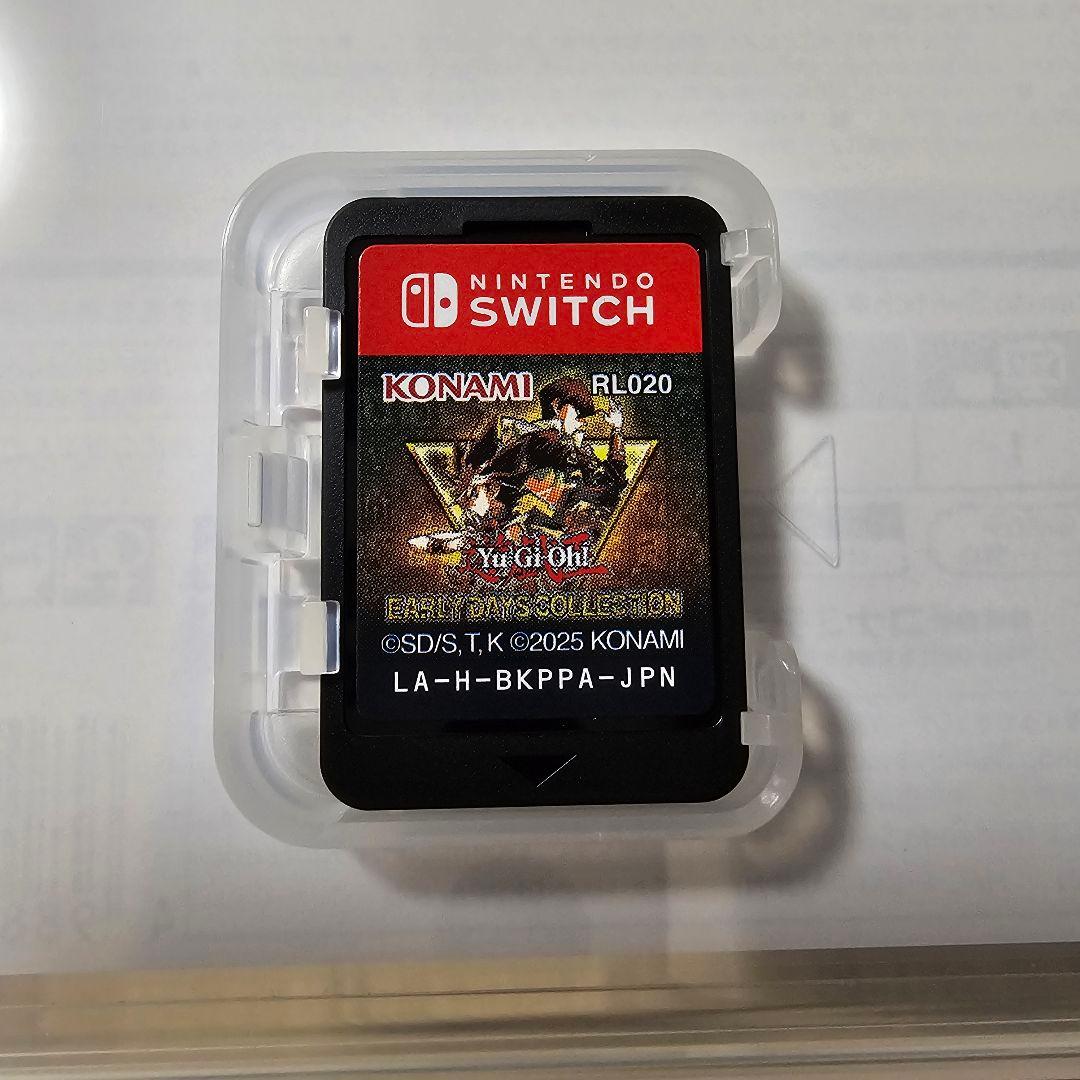 NINTENDO
SWITCH
KONAMI RL020
Yu-Gi-Oh!
EARLY DAYS COLLECTION
©SD/S,T,K ©2025 KONAMI
LA-H-BKPPA-JPN